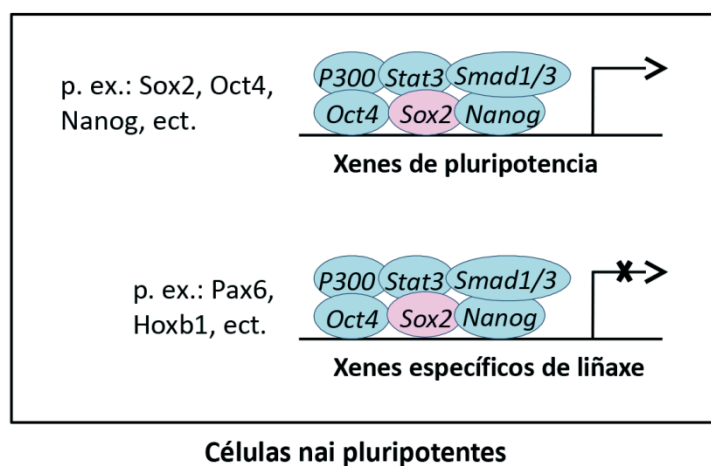 p. ex.: Sox2, Oct4,
Nanog, ect.
P300 Stat3 Smad1/3
Oct4 Sox2 Nanog
Xenes de pluripotencia
p. ex.: Pax6,
Hoxb1, ect.
P300 Stat3 Smad1/3
Oct4 Sox2 Nanog
Xenes específicos de liñaxe
Células nai pluripotentes